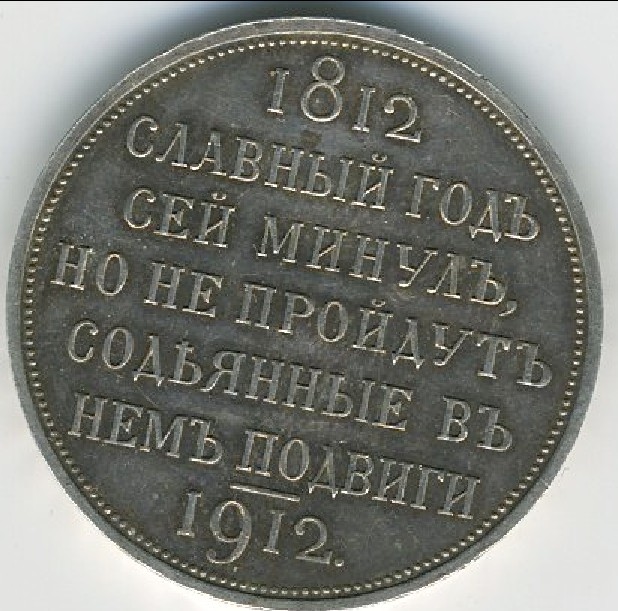 1812
СЛАВНЫЙ ГОДЪ
СЕЙ МИНУЛЪ,
НО НЕ ПРОЙДУТЪ
СОДѢЯННЫЕ ВЪ
НЕМЪ ПОДВИГИ
1912.